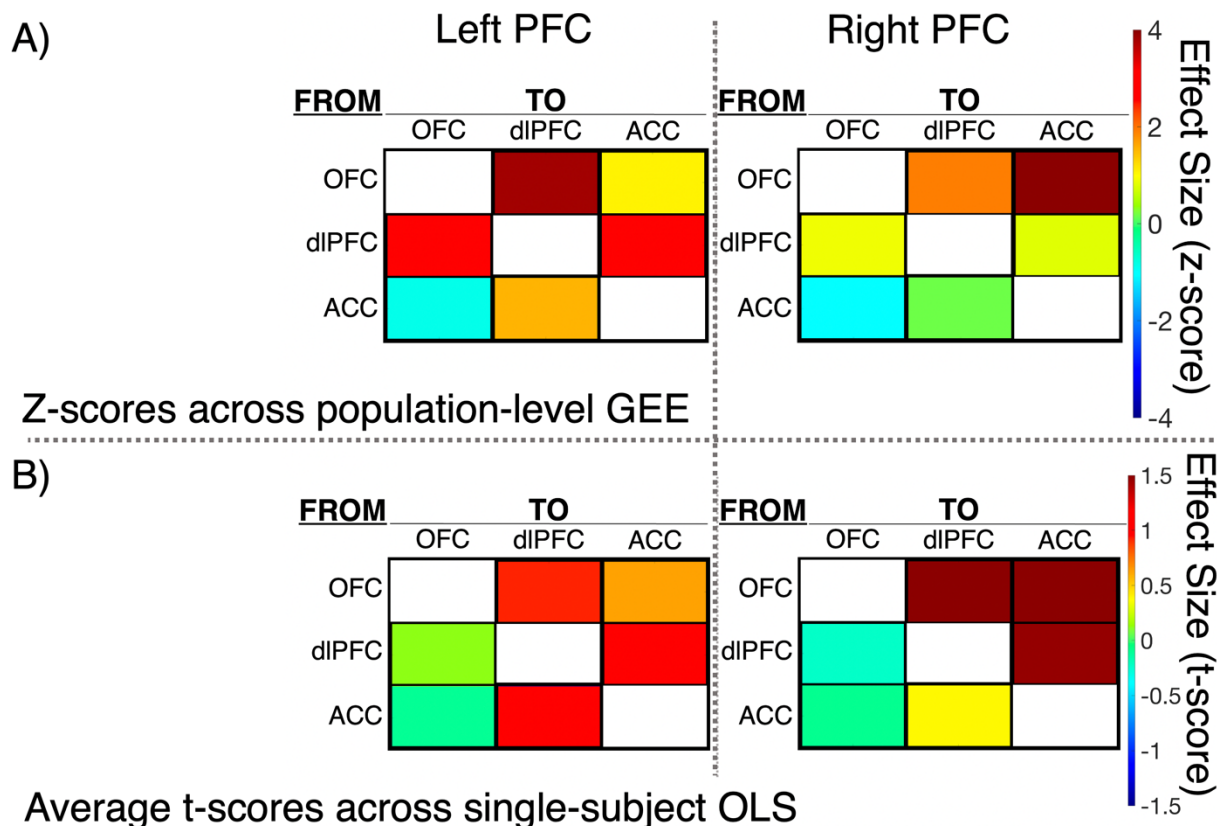 A)
Left PFC
Right PFC
FROM TO
OFC dlPFC ACC
OFC
dlPFC
ACC
FROM TO
OFC dlPFC ACC
OFC
dlPFC
ACC
4
2
0
-2
-4
Effect Size (z-score)
Z-scores across population-level GEE
B)
FROM TO
OFC dlPFC ACC
OFC
dlPFC
ACC
FROM TO
OFC dlPFC ACC
OFC
dlPFC
ACC
1.5
1
0.5
0
-0.5
-1
-1.5
Effect Size (t-score)
Average t-scores across single-subject OLS